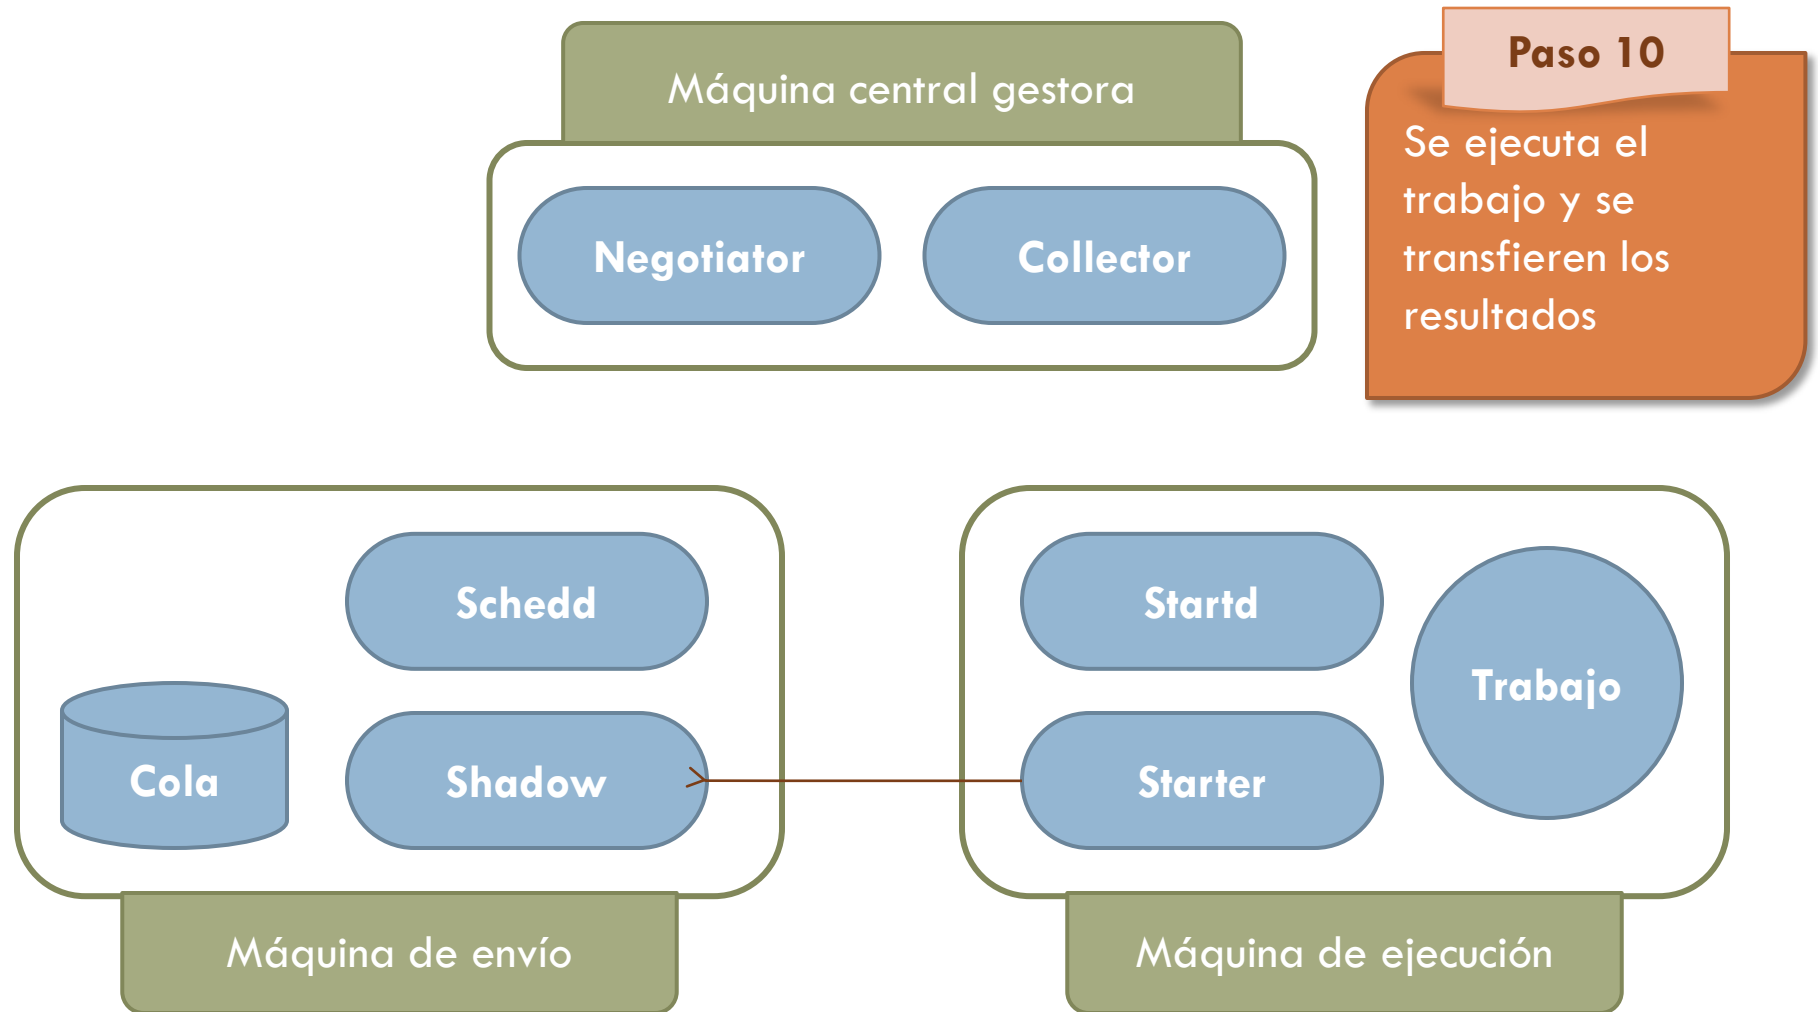 Máquina central gestora
Negotiator
Collector
Paso 10
Se ejecuta el
trabajo y se
transfieren los
resultados
Schedd
Cola
Shadow
Startd
Trabajo
Starter
Máquina de envío
Máquina de ejecución